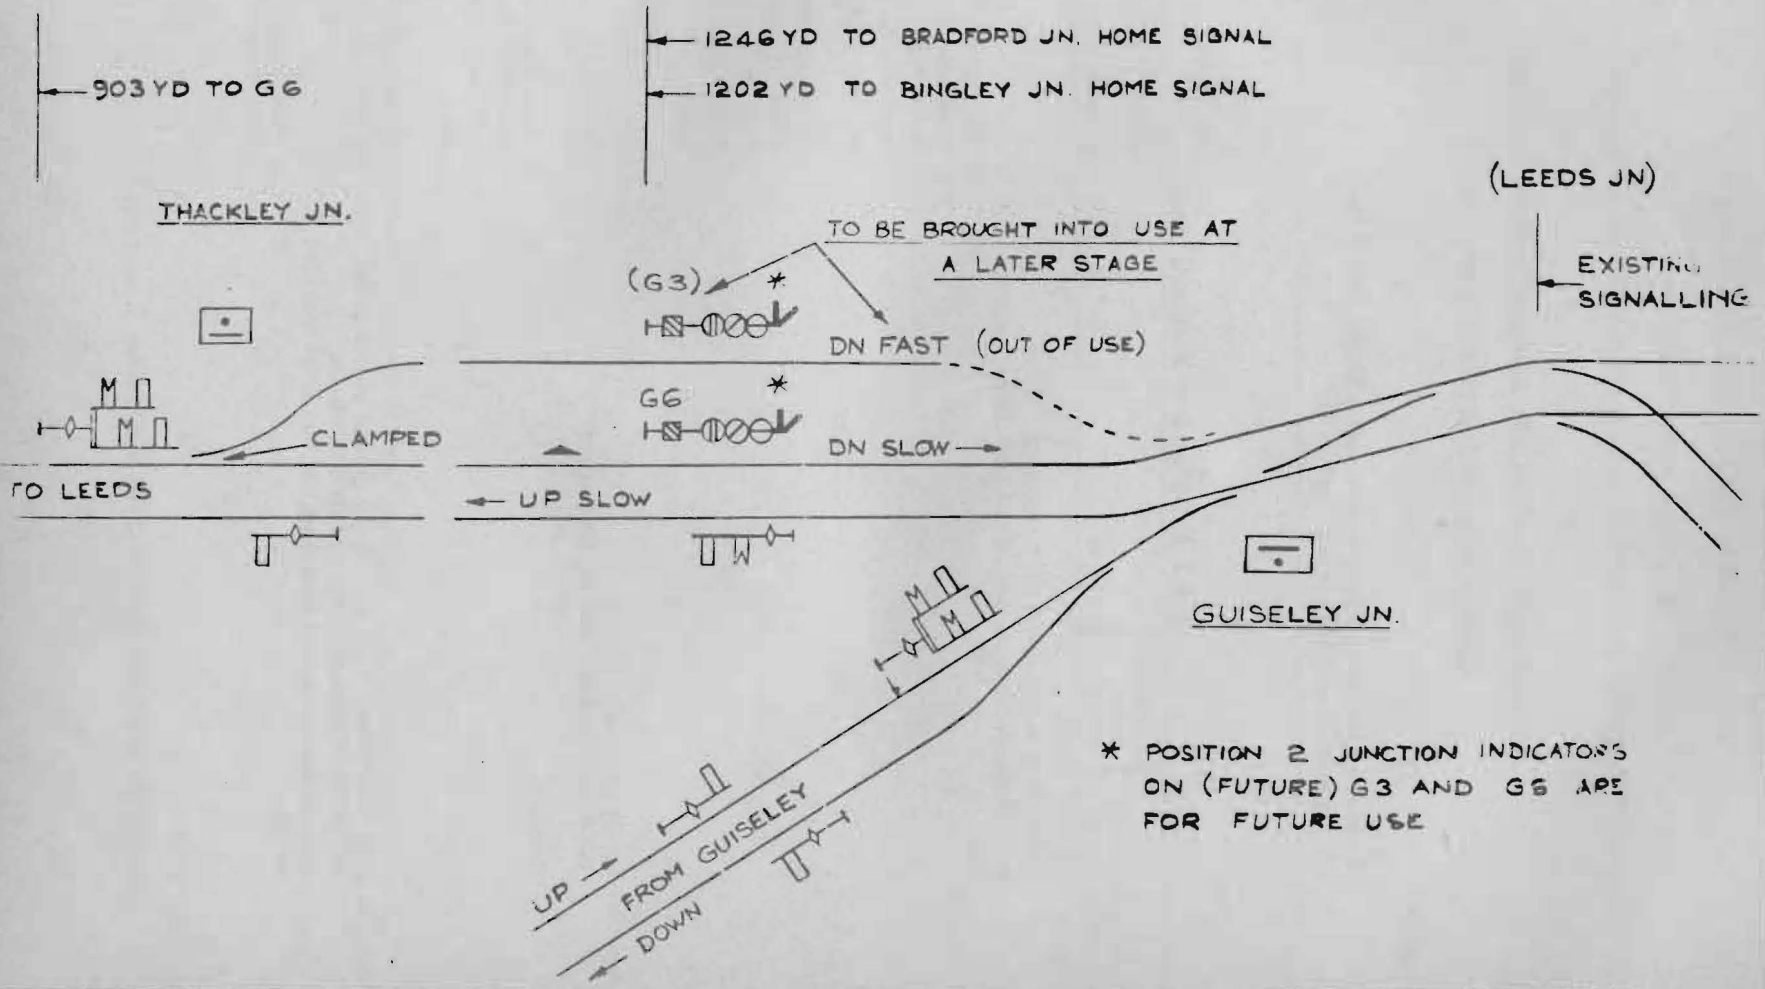 1246 YD TO BRADFORD JN. HOME SIGNAL
903 YD TO G6
1202 YD TO BINGLEY JN. HOME SIGNAL
(LEEDS JN)
THACKLEY JN.
TO BE BROUGHT INTO USE AT
A LATER STAGE
EXISTING
SIGNALLING
(G3) *
DN FAST (OUT OF USE)
M
M
G6 *
CLAMPED
DN SLOW
TO LEEDS
UP SLOW
W
M
M
GUISELEY JN.
UP
FROM GUISELEY
DOWN
* POSITION 2 JUNCTION INDICATORS
ON (FUTURE) G3 AND G6 ARE
FOR FUTURE USE